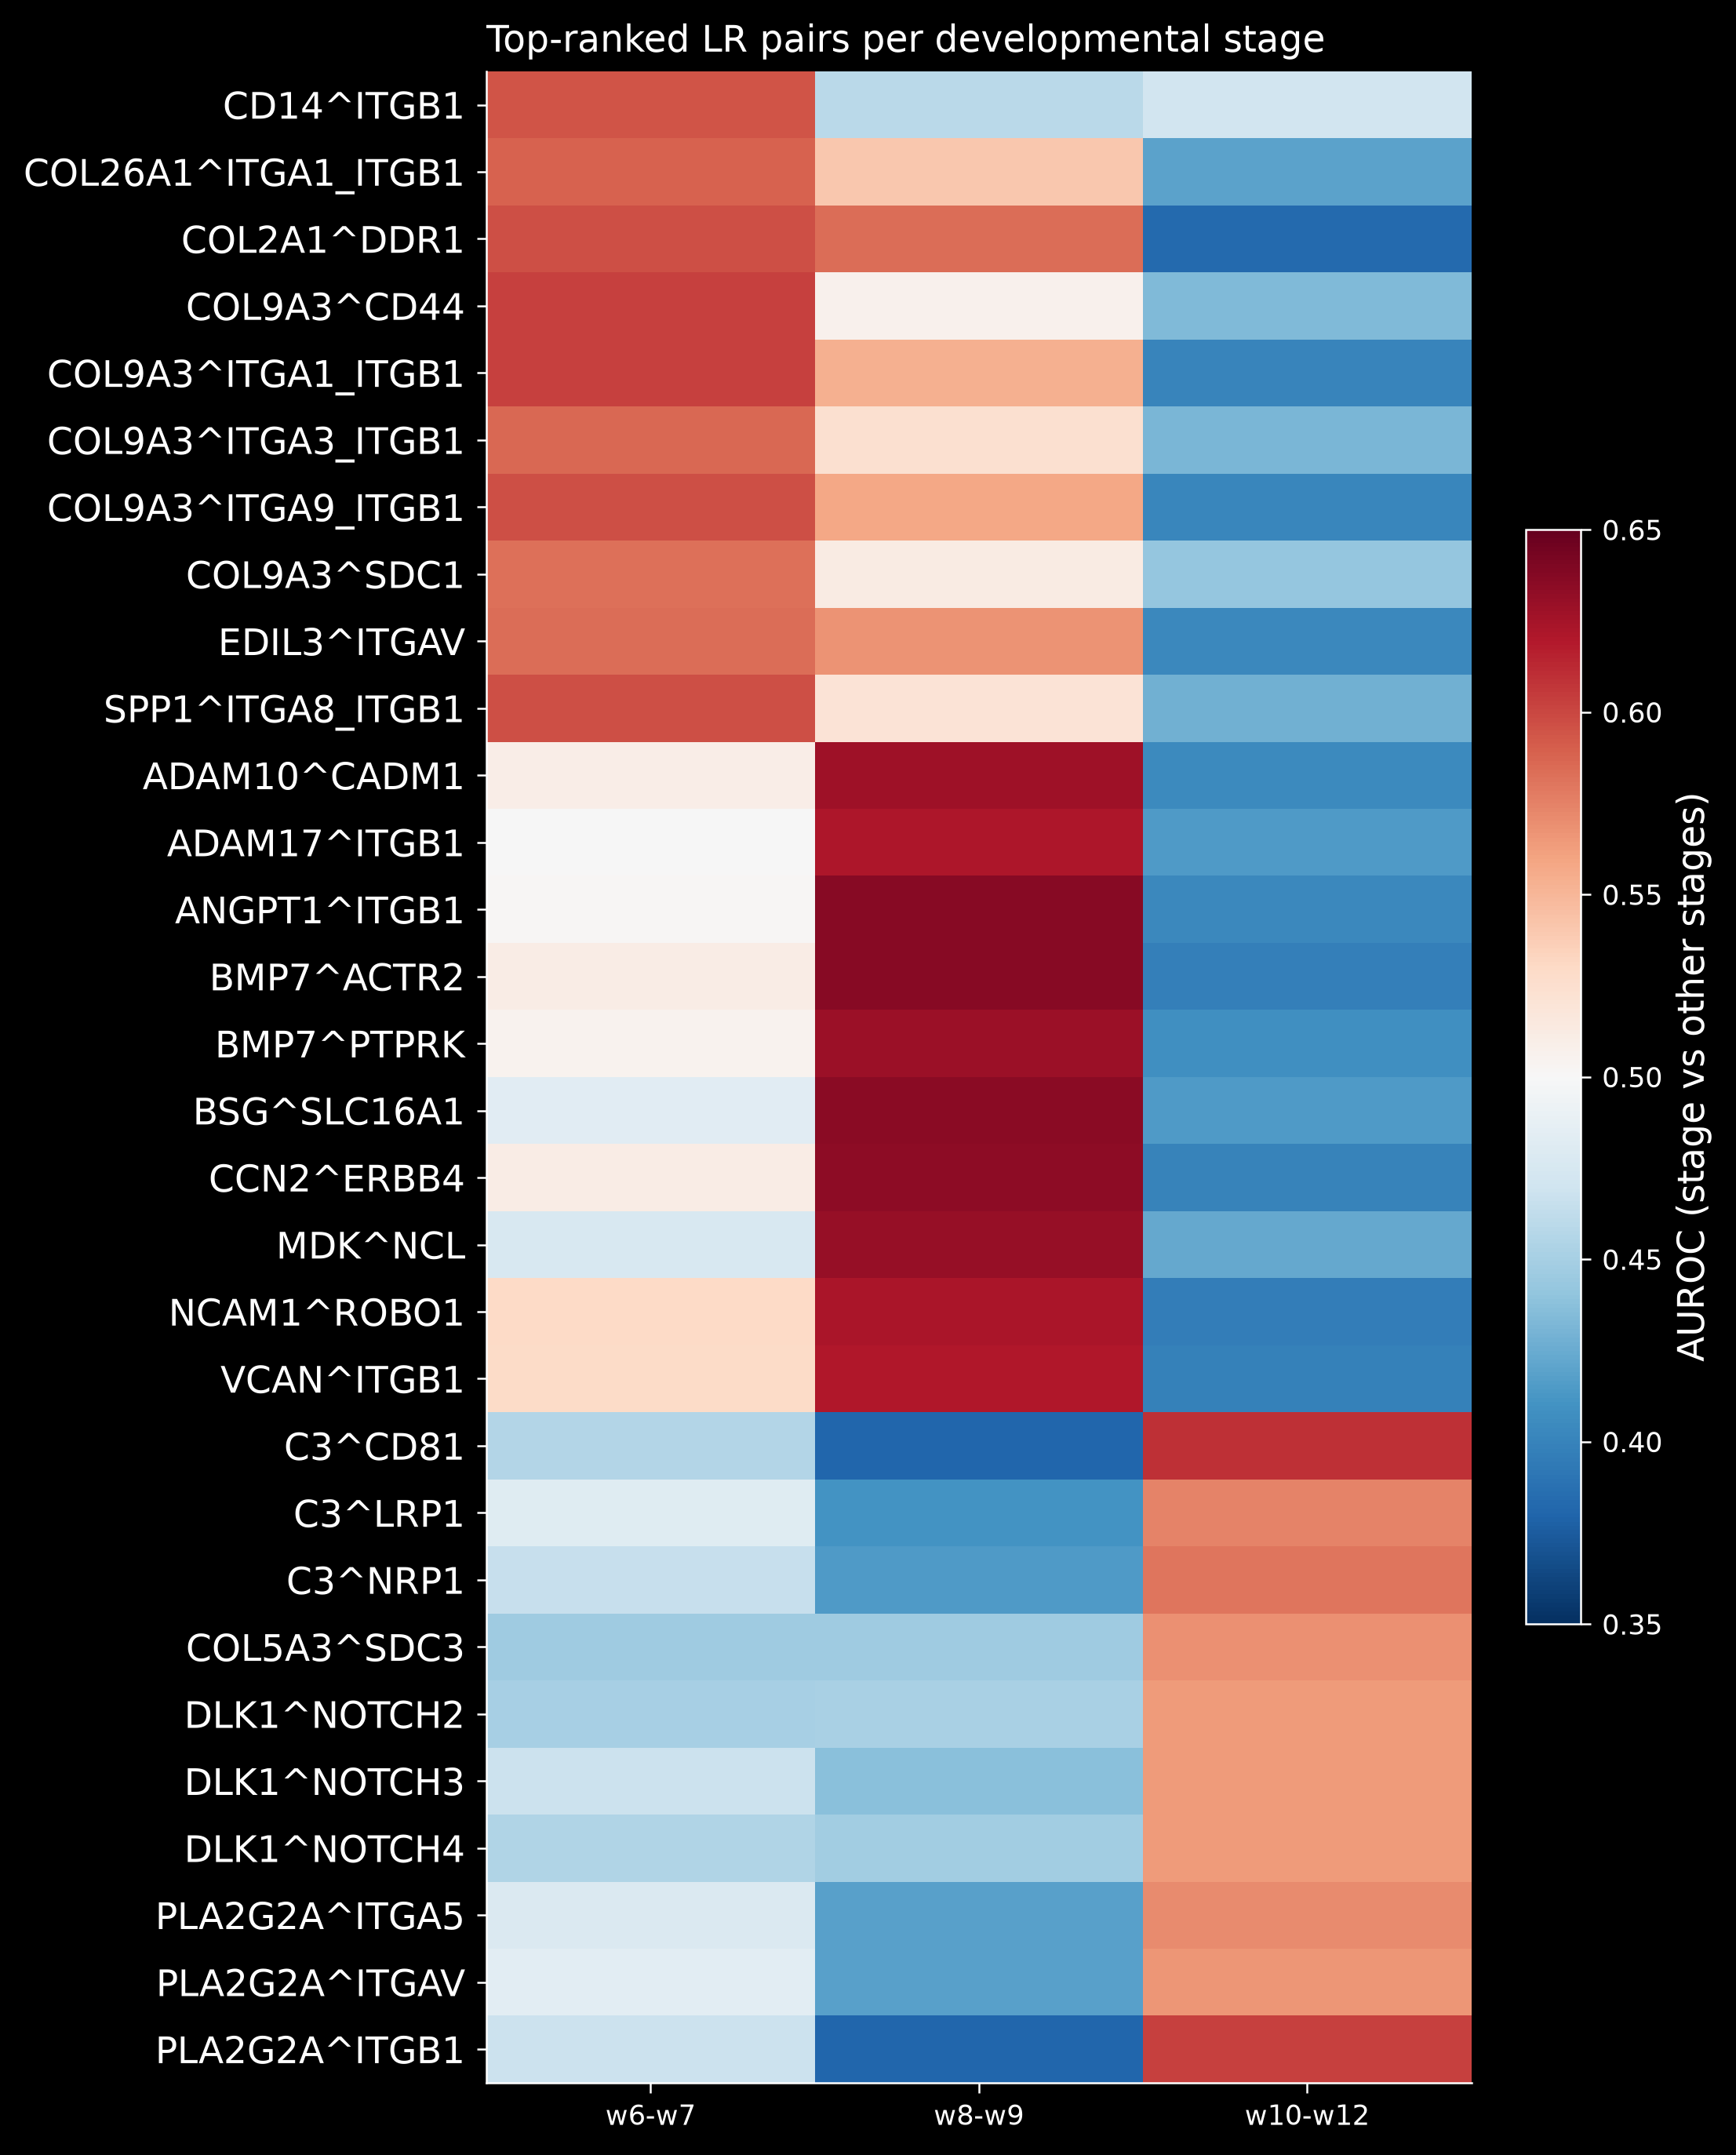 Top-ranked LR pairs per developmental stage
CD14^ITGB1
COL26A1^ITGA1_ITGB1
COL2A1^DDR1
COL9A3^CD44
COL9A3^ITGA1_ITGB1
COL9A3^ITGA3_ITGB1
COL9A3^ITGA9_ITGB1
COL9A3^SDC1
EDIL3^ITGAV
SPP1^ITGA8_ITGB1
ADAM10^CADM1
ADAM17^ITGB1
ANGPT1^ITGB1
BMP7^ACTR2
BMP7^PTPRK
BSG^SLC16A1
CCN2^ERBB4
MDK^NCL
NCAM1^ROBO1
VCAN^ITGB1
C3^CD81
C3^LRP1
C3^NRP1
COL5A3^SDC3
DLK1^NOTCH2
DLK1^NOTCH3
DLK1^NOTCH4
PLA2G2A^ITGA5
PLA2G2A^ITGAV
PLA2G2A^ITGB1
w6-w7
w8-w9
w10-w12
0.65
0.60
0.55
0.50
0.45
0.40
0.35
AUROC (stage vs other stages)